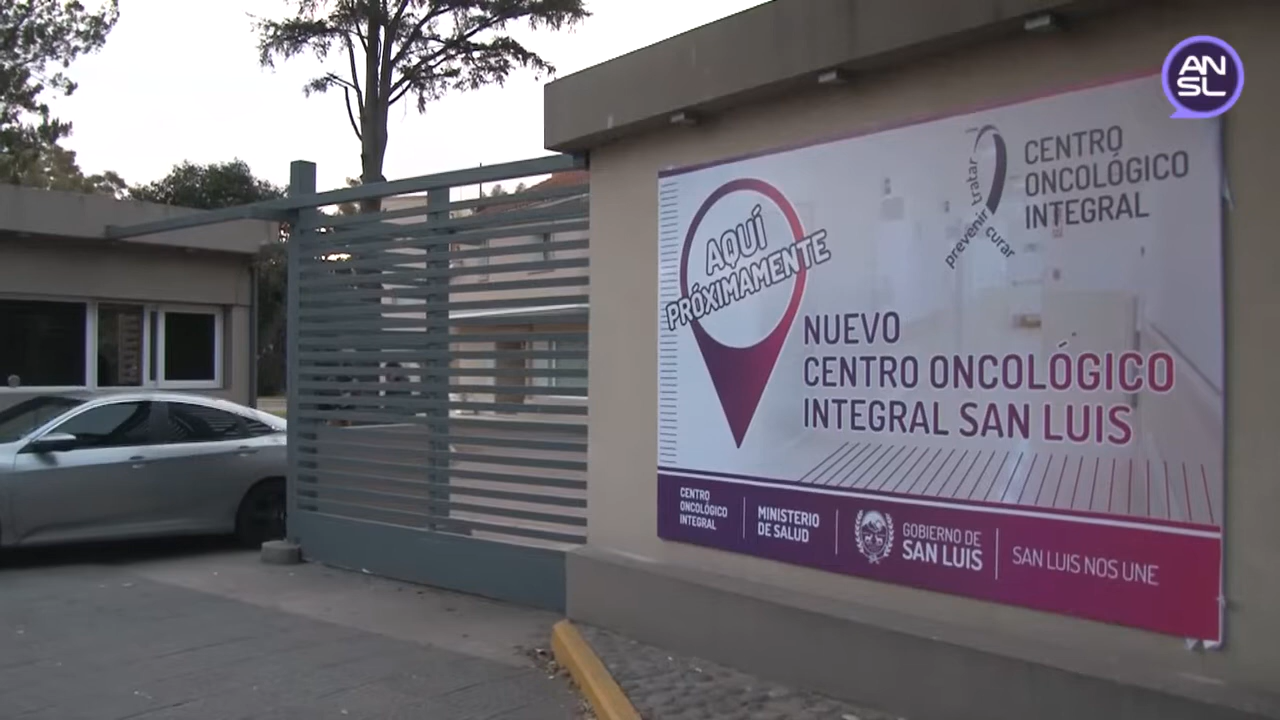 AN
SL
CENTRO
ONCOLÓGICO
INTEGRAL
prevenir tratar
curar
AQUÍ
PRÓXIMAMENTE
NUEVO
CENTRO ONCOLÓGICO
INTEGRAL SAN LUIS
CENTRO
ONCOLÓGICO
INTEGRAL
MINISTERIO
DE SALUD
GOBIERNO DE
SAN LUIS
SAN LUIS NOS UNE